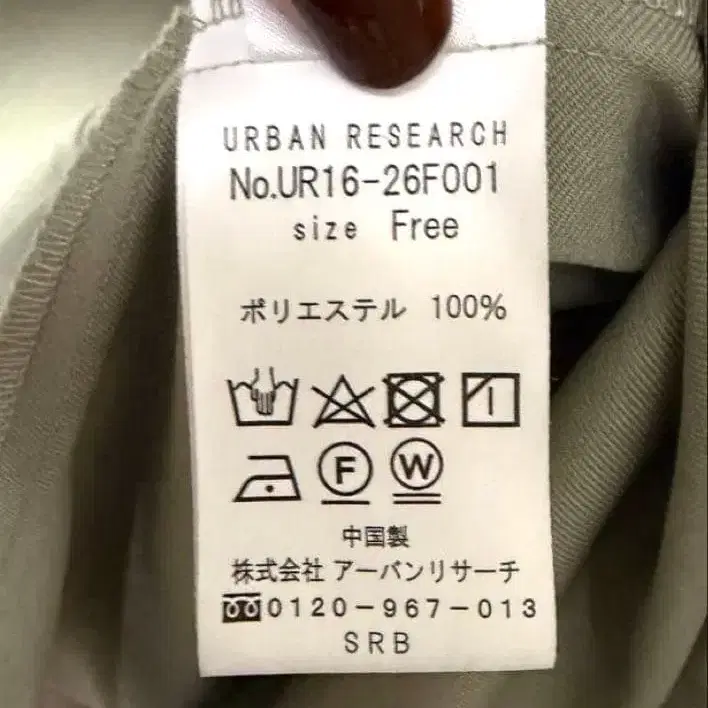 URBAN RESEARCH
No.UR16-26F001
size Free
ポリエステル 100%
F W
中国製
株式会社 アーバンリサーチ
0120-967-013
SRB